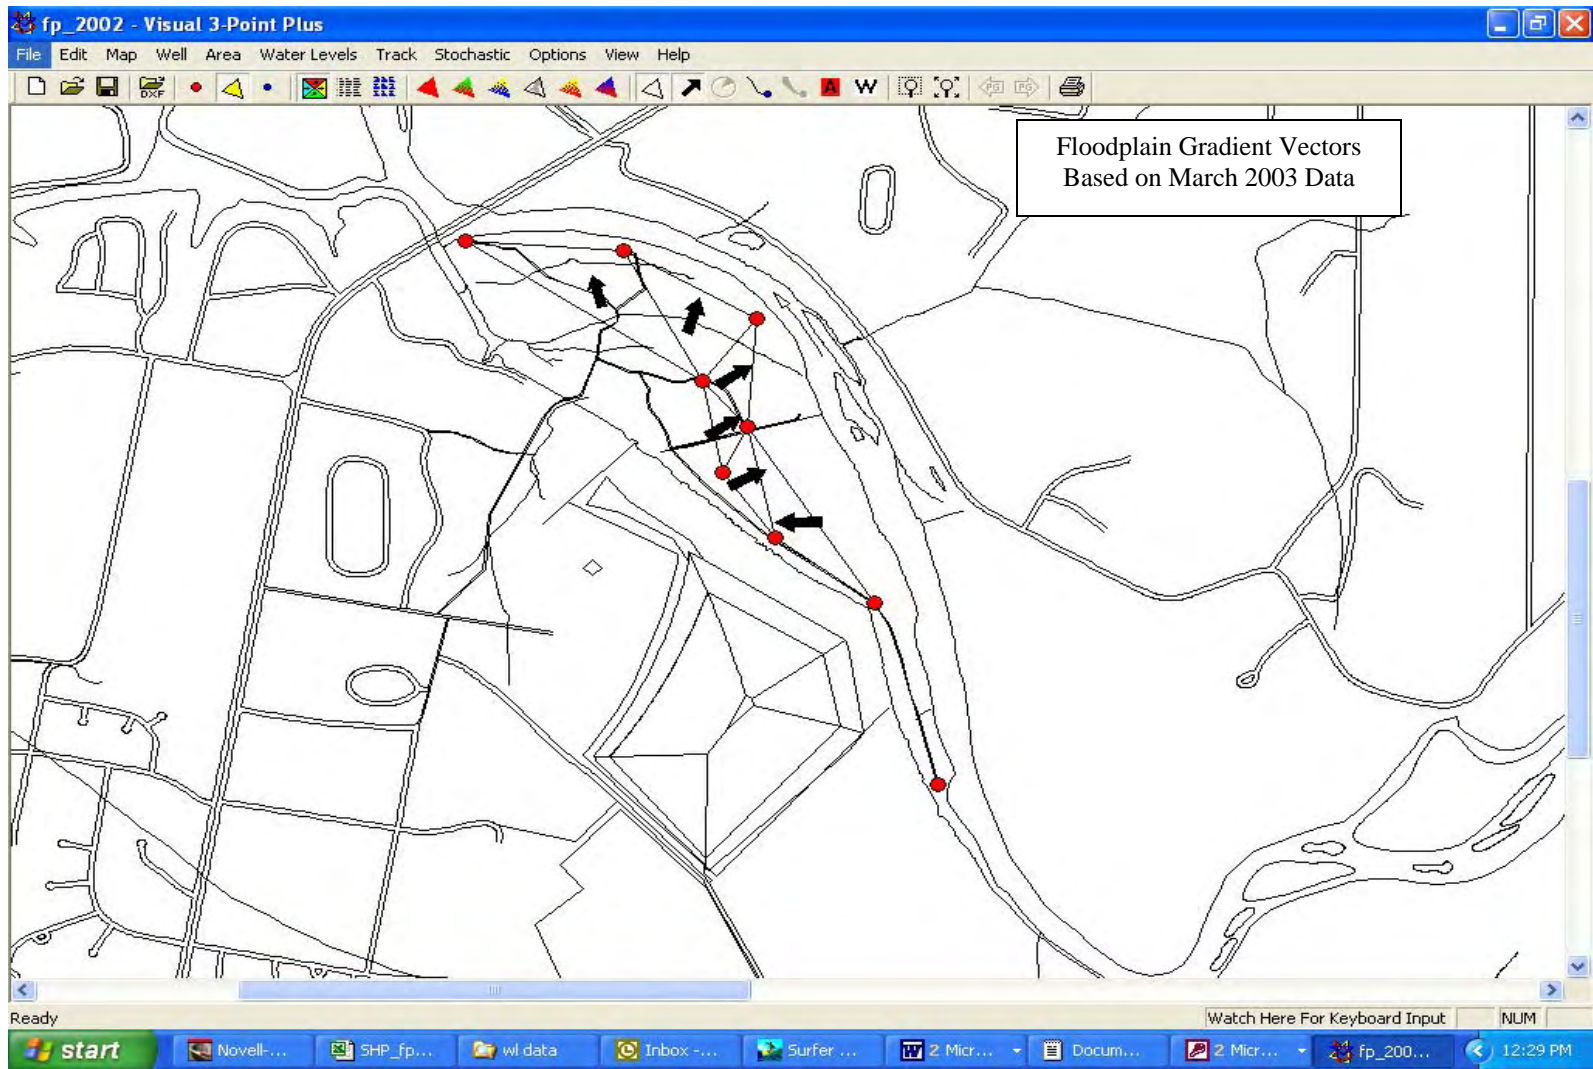 fp_2002 - Visual 3-Point Plus
File Edit Map Well Area Water Levels Track Stochastic Options View Help
DXF A W PG PG
Floodplain Gradient Vectors
Based on March 2003 Data
Ready Watch Here For Keyboard Input NUM
start Novell-... SHP_fp... wl data Inbox -... Surfer ... 2 Micr... Docum... 2 Micr... fp_200... 12:29 PM